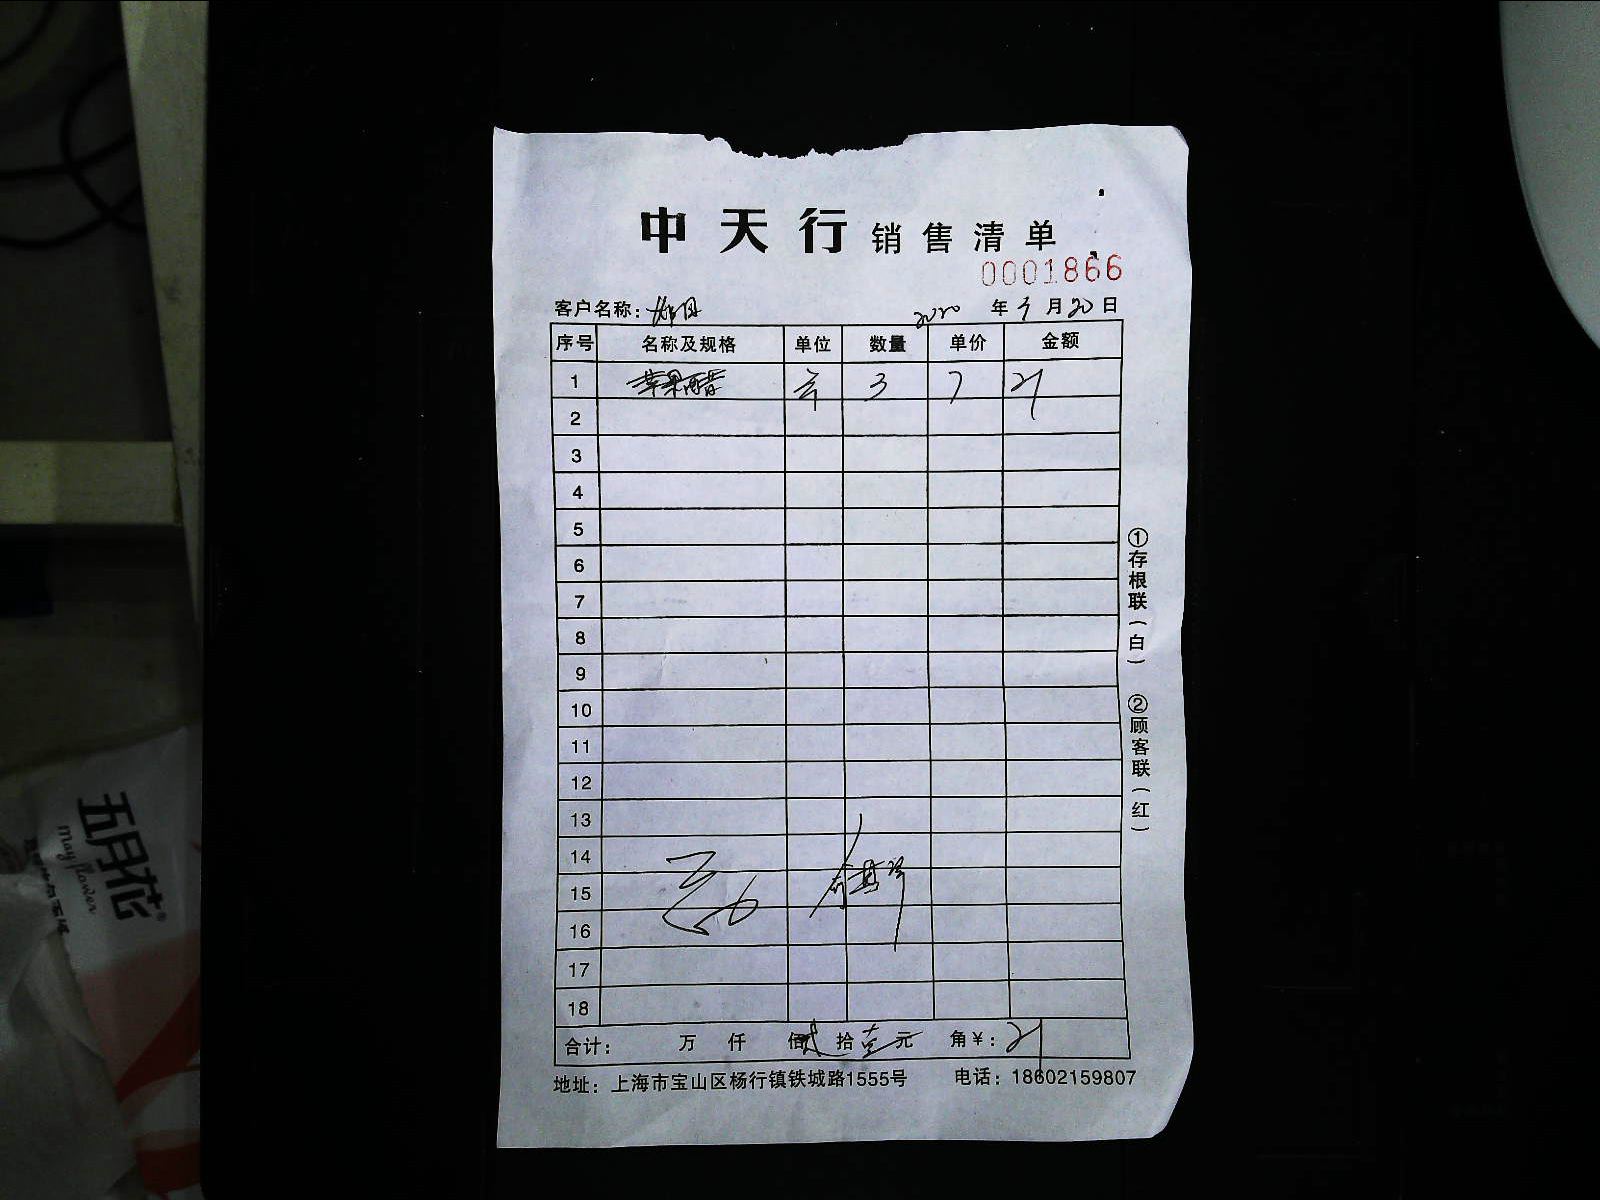 中天行 销售清单
0001866
客户名称：
2020 年 月 20 日
序号 名称及规格 单位 数量 单价 金额
1 苹果醋 3 7 21
2
3
4
5
6
7
8
9
10
11
12
13
14
15
16
17
18
合计： 万 仟 佰 贰 拾 壹 元 角 ¥：21
地址：上海市宝山区杨行镇铁城路1555号 电话：18602159807
①存根联（白） ②顾客联（红）
五月花®
May flower